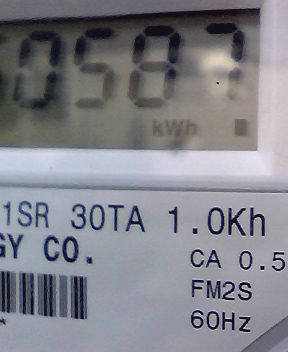 0587
kWh
1SR 30TA 1.0Kh
GY CO.
CA 0.5
FM2S
60Hz